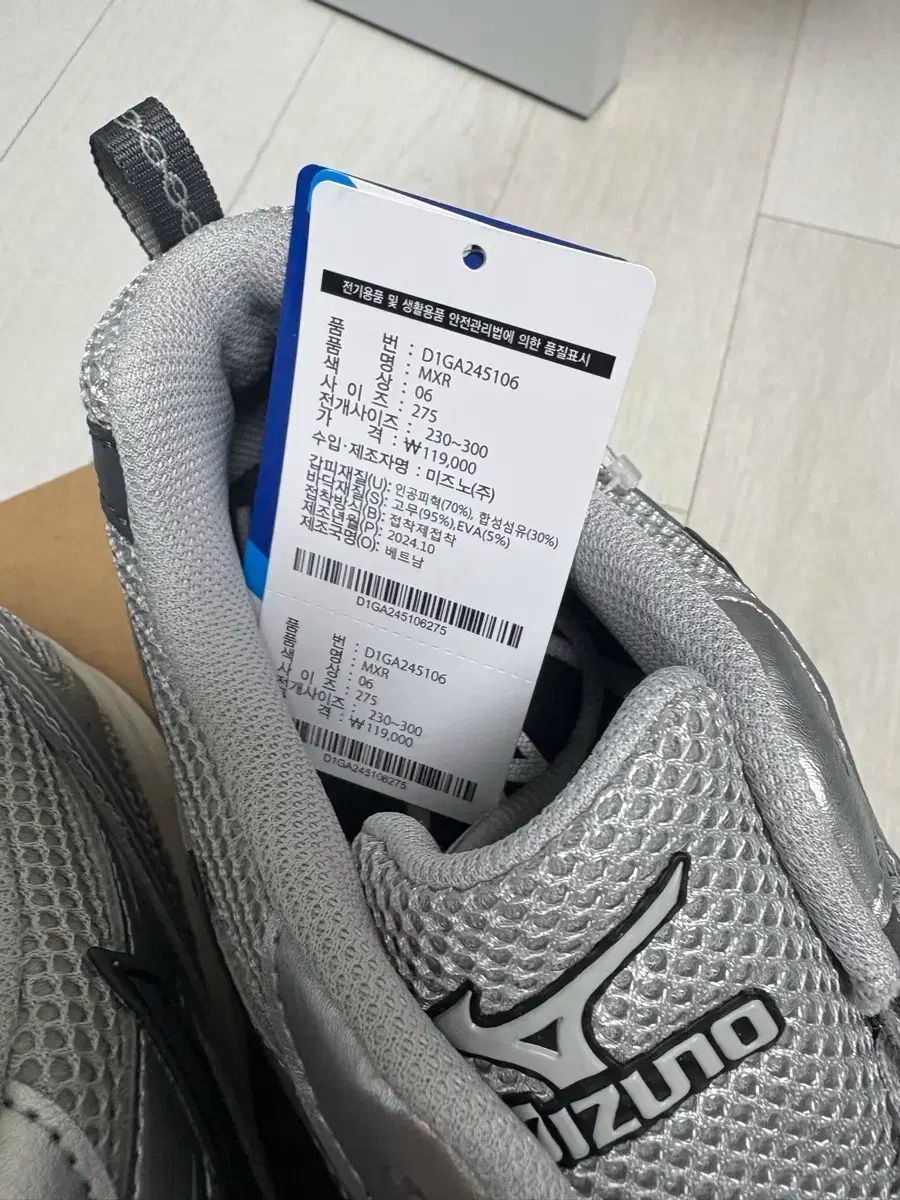 전기용품 및 생활용품 안전관리법에 의한 품질표시
품 번 : D1GA245106
품 명 : MXR
색 상 : 06
사 이 즈 : 275
전개사이즈 : 230~300
가 격 : ₩119,000
수입·제조자명 : 미즈노(주)
갑피재질(U): 인공피혁(70%), 합성섬유(30%)
바닥재질(S): 고무(95%),EVA(5%)
접착방식(B): 접착제접착
제조년월(P): 2024.10
제조국명(O): 베트남
D1GA245106275
품 번 : D1GA245106
품 명 : MXR
색 상 : 06
사 이 즈 : 275
전개사이즈 : 230~300
격 : ₩119,000
D1GA245106275
MIZUNO